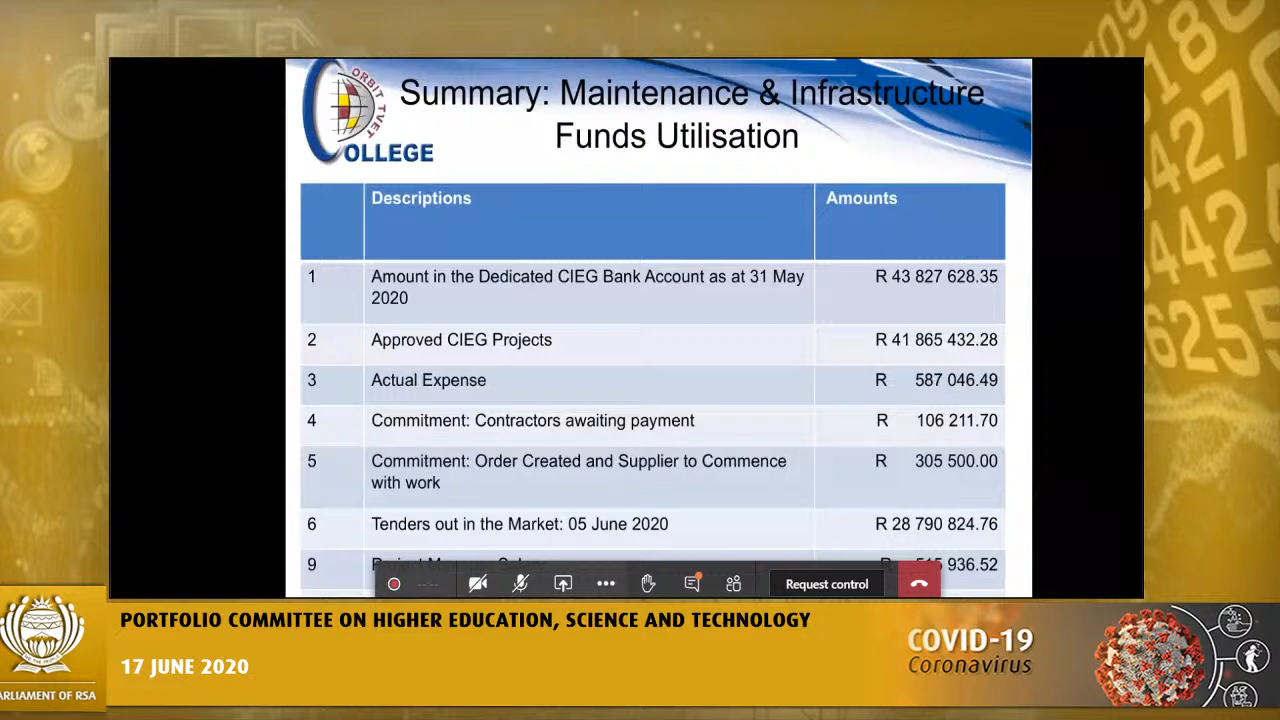 ORBIT TVET
COLLEGE
Summary: Maintenance & Infrastructure
Funds Utilisation
Descriptions
Amounts
1
Amount in the Dedicated CIEG Bank Account as at 31 May
2020
R 43 827 628.35
2
Approved CIEG Projects
R 41 865 432.28
3
Actual Expense
R 587 046.49
4
Commitment: Contractors awaiting payment
R 106 211.70
5
Commitment: Order Created and Supplier to Commence
with work
R 305 500.00
6
Tenders out in the Market: 05 June 2020
R 28 790 824.76
9
936.52
Request control
PORTFOLIO COMMITTEE ON HIGHER EDUCATION, SCIENCE AND TECHNOLOGY
17 JUNE 2020
COVID-19
Coronavirus
ARLIAMENT OF RSA